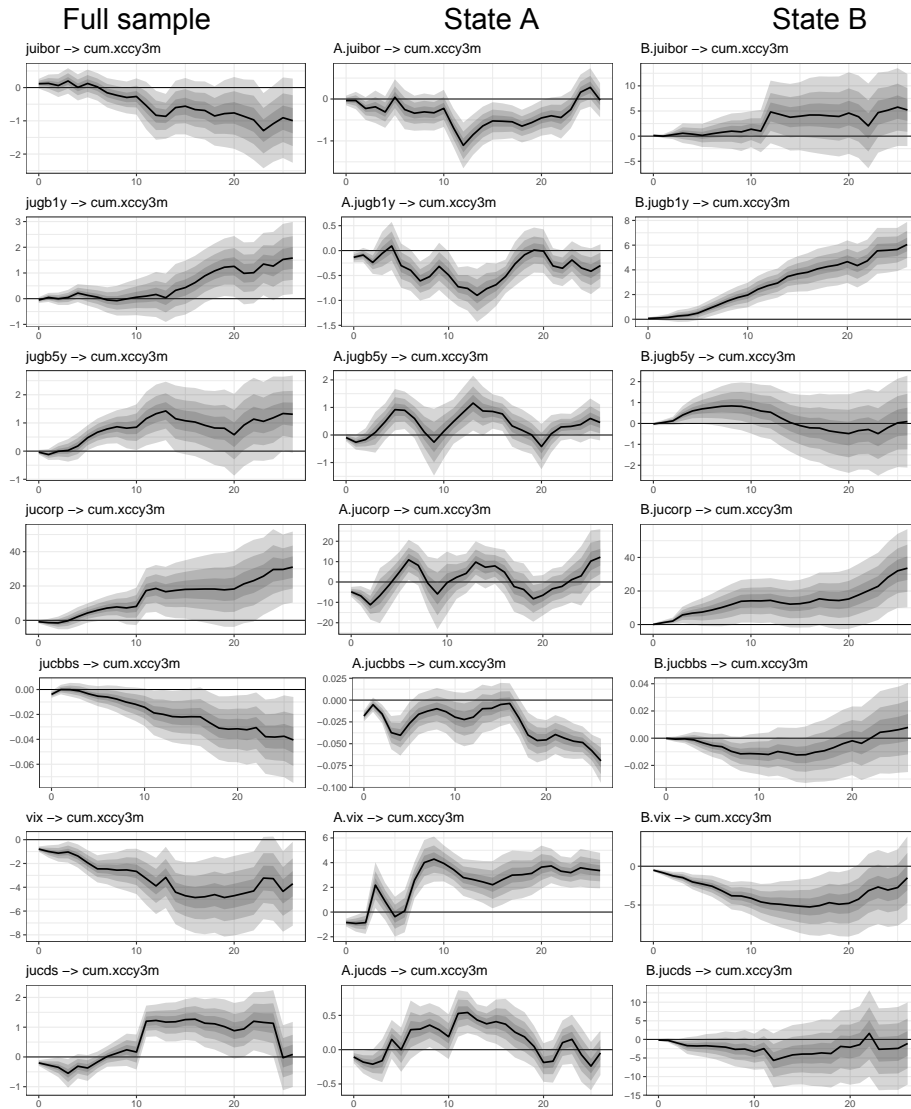 Full sample State A State B
juibor −> cum.xccy3m
0
−1
−2
0 10 20
A.juibor −> cum.xccy3m
0
−1
0 10 20
B.juibor −> cum.xccy3m
10
5
0
−5
0 10 20
jugb1y −> cum.xccy3m
3
2
1
0
−1
0 10 20
A.jugb1y −> cum.xccy3m
0.5
0.0
−0.5
−1.0
−1.5
0 10 20
B.jugb1y −> cum.xccy3m
8
6
4
2
0
0 10 20
jugb5y −> cum.xccy3m
2
1
0
−1
0 10 20
A.jugb5y −> cum.xccy3m
2
1
0
−1
0 10 20
B.jugb5y −> cum.xccy3m
2
1
0
−1
−2
0 10 20
jucorp −> cum.xccy3m
40
20
0
0 10 20
A.jucorp −> cum.xccy3m
20
10
0
−10
−20
0 10 20
B.jucorp −> cum.xccy3m
60
40
20
0
0 10 20
jucbbs −> cum.xccy3m
0.00
−0.02
−0.04
−0.06
0 10 20
A.jucbbs −> cum.xccy3m
0.025
0.000
−0.025
−0.050
−0.075
−0.100
0 10 20
B.jucbbs −> cum.xccy3m
0.04
0.02
0.00
−0.02
0 10 20
vix −> cum.xccy3m
0
−2
−4
−6
−8
0 10 20
A.vix −> cum.xccy3m
6
4
2
0
−2
0 10 20
B.vix −> cum.xccy3m
0
−5
0 10 20
jucds −> cum.xccy3m
2
1
0
−1
0 10 20
A.jucds −> cum.xccy3m
0.5
0.0
−0.5
0 10 20
B.jucds −> cum.xccy3m
10
5
0
−5
−10
−15
0 10 20